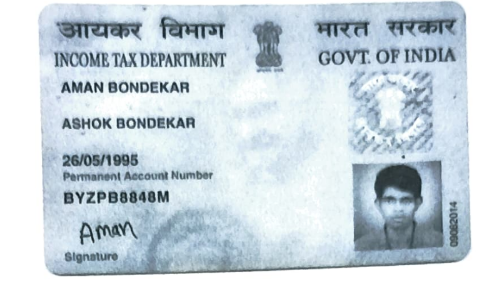 आयकर विभाग
भारत सरकार
INCOME TAX DEPARTMENT
GOVT. OF INDIA
AMAN BONDEKAR
ASHOK BONDEKAR
26/05/1995
Permanent Account Number
BYZPB8848M
Aman
Signature
09082014